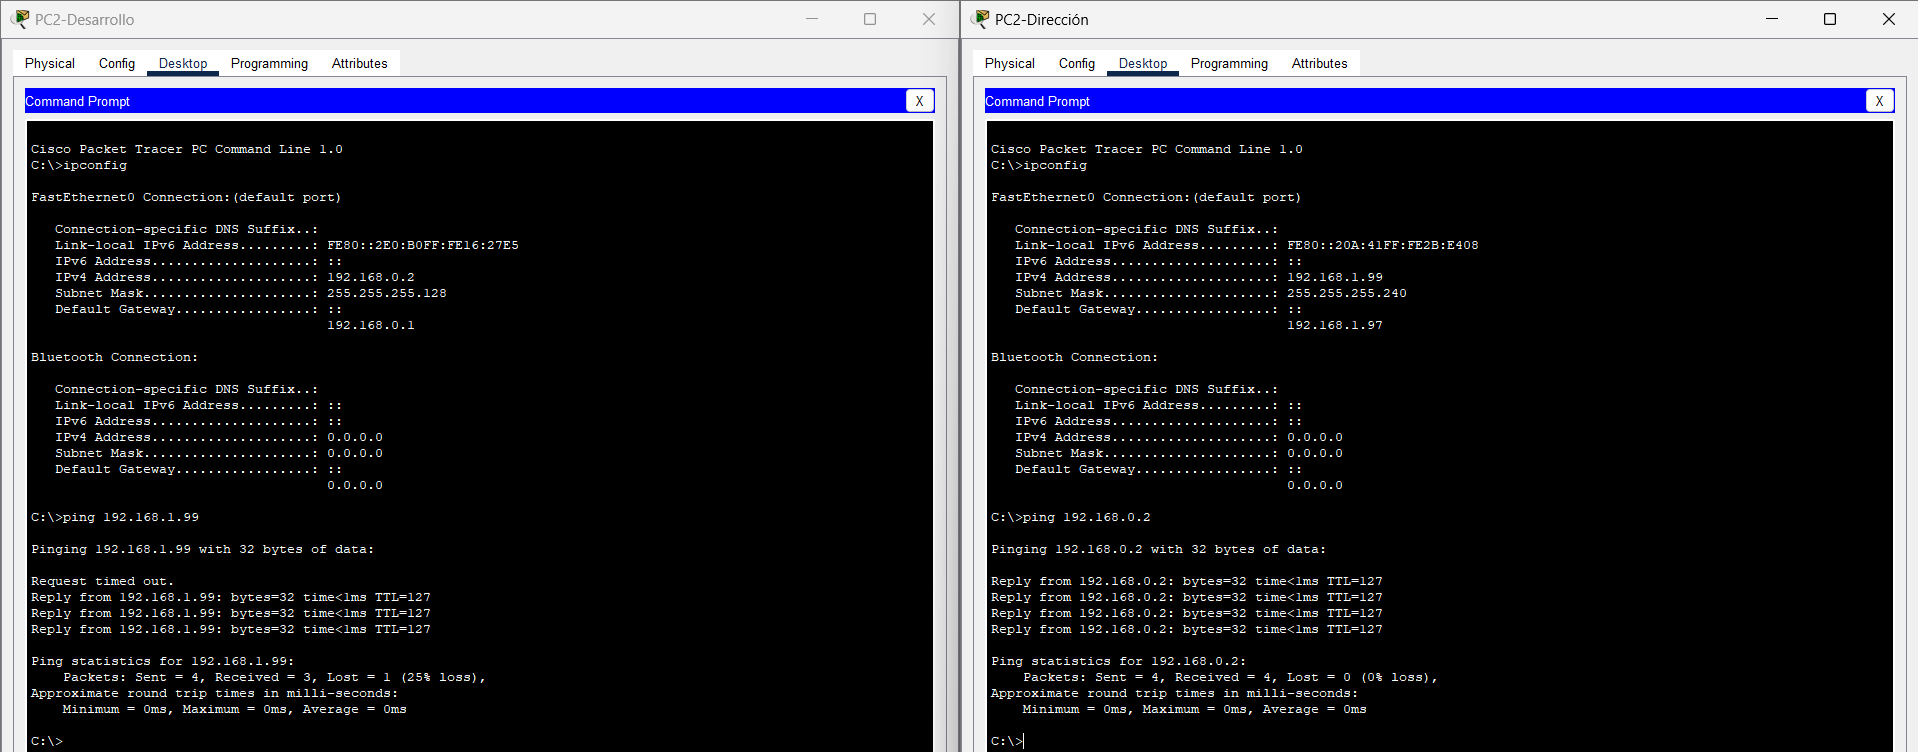 PC2-Desarrollo
Physical Config Desktop Programming Attributes
Command Prompt X
Cisco Packet Tracer PC Command Line 1.0
C:\>ipconfig
FastEthernet0 Connection:(default port)
Connection-specific DNS Suffix..:
Link-local IPv6 Address.........: FE80::2E0:B0FF:FE16:27E5
IPv6 Address....................: ::
IPv4 Address....................: 192.168.0.2
Subnet Mask.....................: 255.255.255.128
Default Gateway.................: ::
192.168.0.1
Bluetooth Connection:
Connection-specific DNS Suffix..:
Link-local IPv6 Address.........: ::
IPv6 Address....................: ::
IPv4 Address....................: 0.0.0.0
Subnet Mask.....................: 0.0.0.0
Default Gateway.................: ::
0.0.0.0
C:\>ping 192.168.1.99
Pinging 192.168.1.99 with 32 bytes of data:
Request timed out.
Reply from 192.168.1.99: bytes=32 time<1ms TTL=127
Reply from 192.168.1.99: bytes=32 time<1ms TTL=127
Reply from 192.168.1.99: bytes=32 time<1ms TTL=127
Ping statistics for 192.168.1.99:
Packets: Sent = 4, Received = 3, Lost = 1 (25% loss),
Approximate round trip times in milli-seconds:
Minimum = 0ms, Maximum = 0ms, Average = 0ms
C:\>
PC2-Dirección
Physical Config Desktop Programming Attributes
Command Prompt X
Cisco Packet Tracer PC Command Line 1.0
C:\>ipconfig
FastEthernet0 Connection:(default port)
Connection-specific DNS Suffix..:
Link-local IPv6 Address.........: FE80::20A:41FF:FE2B:E408
IPv6 Address....................: ::
IPv4 Address....................: 192.168.1.99
Subnet Mask.....................: 255.255.255.240
Default Gateway.................: ::
192.168.1.97
Bluetooth Connection:
Connection-specific DNS Suffix..:
Link-local IPv6 Address.........: ::
IPv6 Address....................: ::
IPv4 Address....................: 0.0.0.0
Subnet Mask.....................: 0.0.0.0
Default Gateway.................: ::
0.0.0.0
C:\>ping 192.168.0.2
Pinging 192.168.0.2 with 32 bytes of data:
Reply from 192.168.0.2: bytes=32 time<1ms TTL=127
Reply from 192.168.0.2: bytes=32 time<1ms TTL=127
Reply from 192.168.0.2: bytes=32 time<1ms TTL=127
Reply from 192.168.0.2: bytes=32 time<1ms TTL=127
Ping statistics for 192.168.0.2:
Packets: Sent = 4, Received = 4, Lost = 0 (0% loss),
Approximate round trip times in milli-seconds:
Minimum = 0ms, Maximum = 0ms, Average = 0ms
C:\>